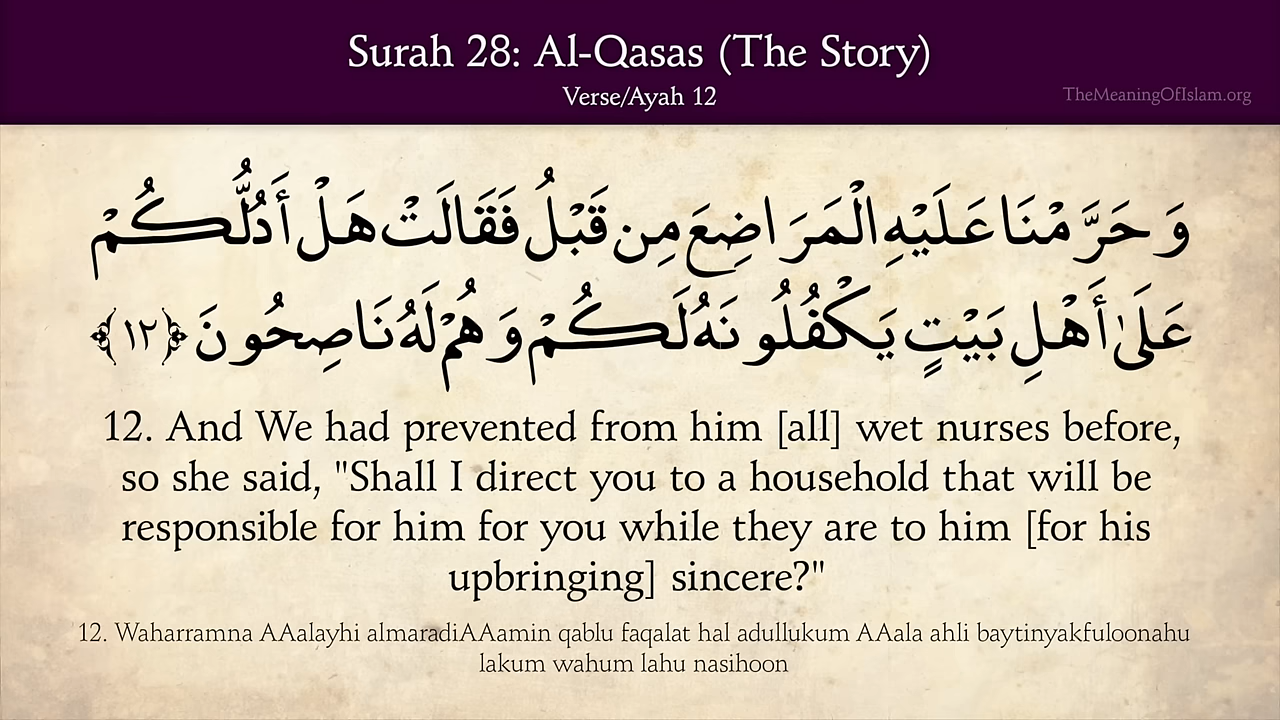 Surah 28: Al-Qasas (The Story)
Verse/Ayah 12
TheMeaningOfIslam.org
وَحَرَّمْنَا عَلَيْهِ الْمَرَاضِعَ مِن قَبْلُ فَقَالَتْ هَلْ أَدُلُّكُمْ
عَلَىٰ أَهْلِ بَيْتٍ يَكْفُلُونَهُ لَكُمْ وَهُمْ لَهُ نَاصِحُونَ ﴿١٢﴾
12. And We had prevented from him [all] wet nurses before,
so she said, "Shall I direct you to a household that will be
responsible for him for you while they are to him [for his
upbringing] sincere?"
12. Waharramna AAalayhi almaradiAAamin qablu faqalat hal adullukum AAala ahli baytinyakfuloonahu
lakum wahum lahu nasihoon